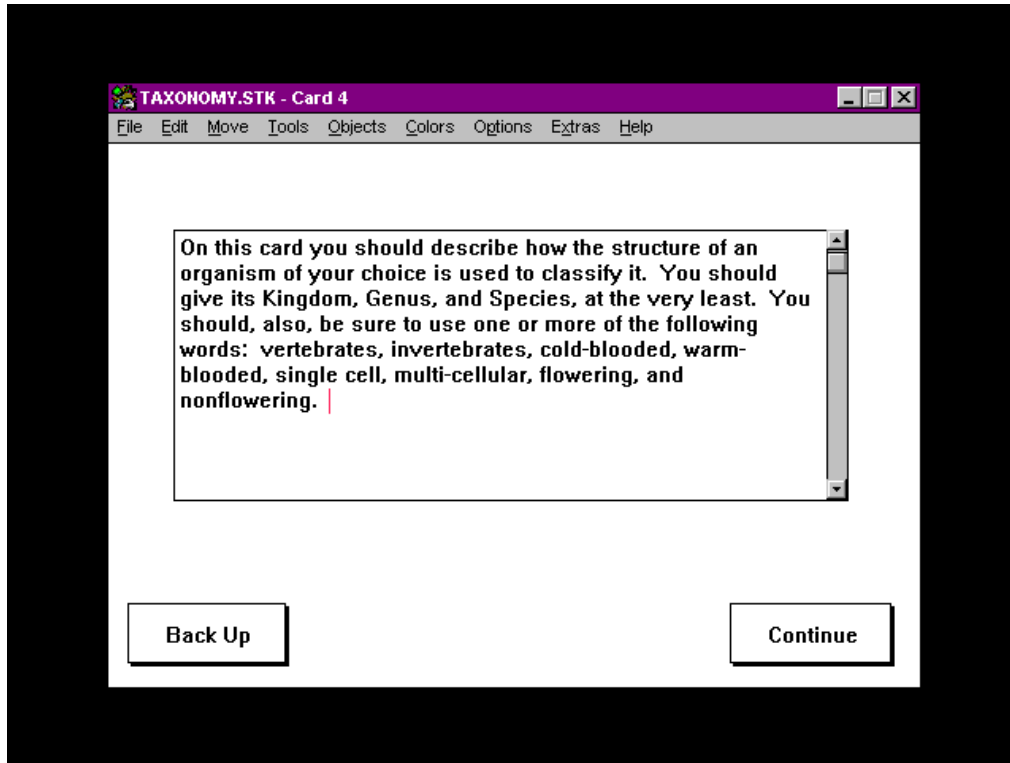 TAXONOMY.STK - Card 4
File Edit Move Tools Objects Colors Options Extras Help
On this card you should describe how the structure of an
organism of your choice is used to classify it. You should
give its Kingdom, Genus, and Species, at the very least. You
should, also, be sure to use one or more of the following
words: vertebrates, invertebrates, cold-blooded, warm-
blooded, single cell, multi-cellular, flowering, and
nonflowering.
Back Up
Continue